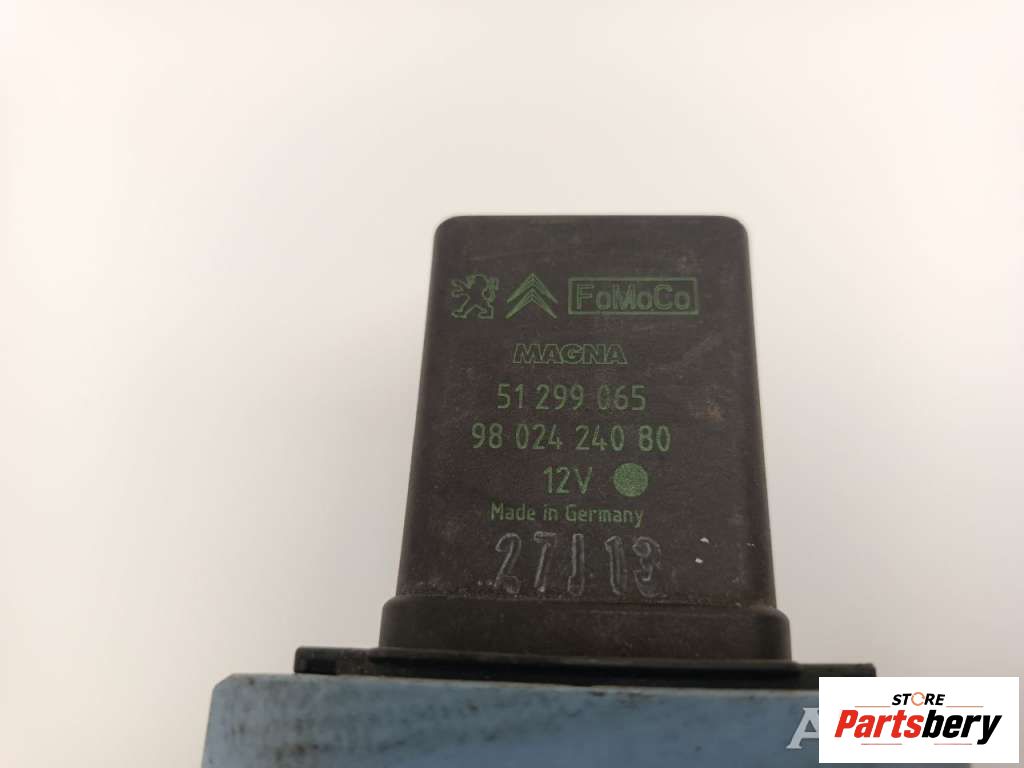 FoMoCo
MAGNA
51 299 065
98 024 240 80
12V
Made in Germany
27J13
STORE
Partsbery